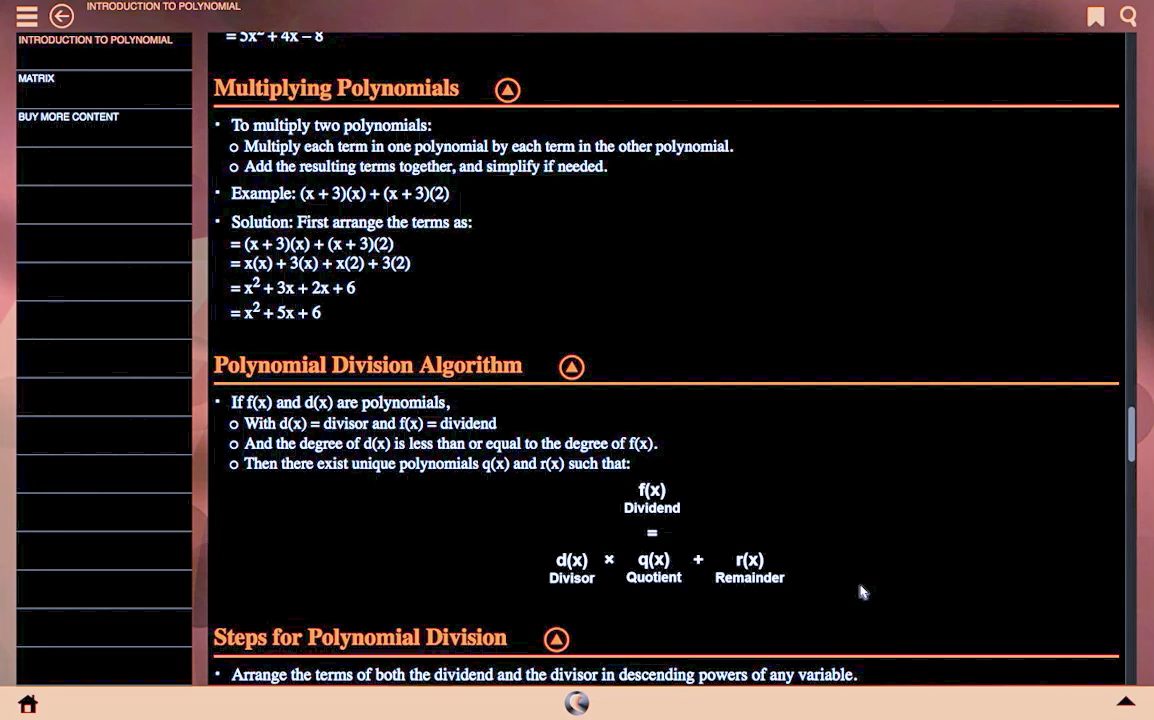 INTRODUCTION TO POLYNOMIAL
INTRODUCTION TO POLYNOMIAL
MATRIX
BUY MORE CONTENT
= 5x² + 4x – 8
Multiplying Polynomials
• To multiply two polynomials:
o Multiply each term in one polynomial by each term in the other polynomial.
o Add the resulting terms together, and simplify if needed.
• Example: (x + 3)(x) + (x + 3)(2)
• Solution: First arrange the terms as:
= (x + 3)(x) + (x + 3)(2)
= x(x) + 3(x) + x(2) + 3(2)
= x² + 3x + 2x + 6
= x² + 5x + 6
Polynomial Division Algorithm
• If f(x) and d(x) are polynomials,
o With d(x) = divisor and f(x) = dividend
o And the degree of d(x) is less than or equal to the degree of f(x).
o Then there exist unique polynomials q(x) and r(x) such that:
f(x)
Dividend
=
d(x) × q(x) + r(x)
Divisor Quotient Remainder
Steps for Polynomial Division
• Arrange the terms of both the dividend and the divisor in descending powers of any variable.